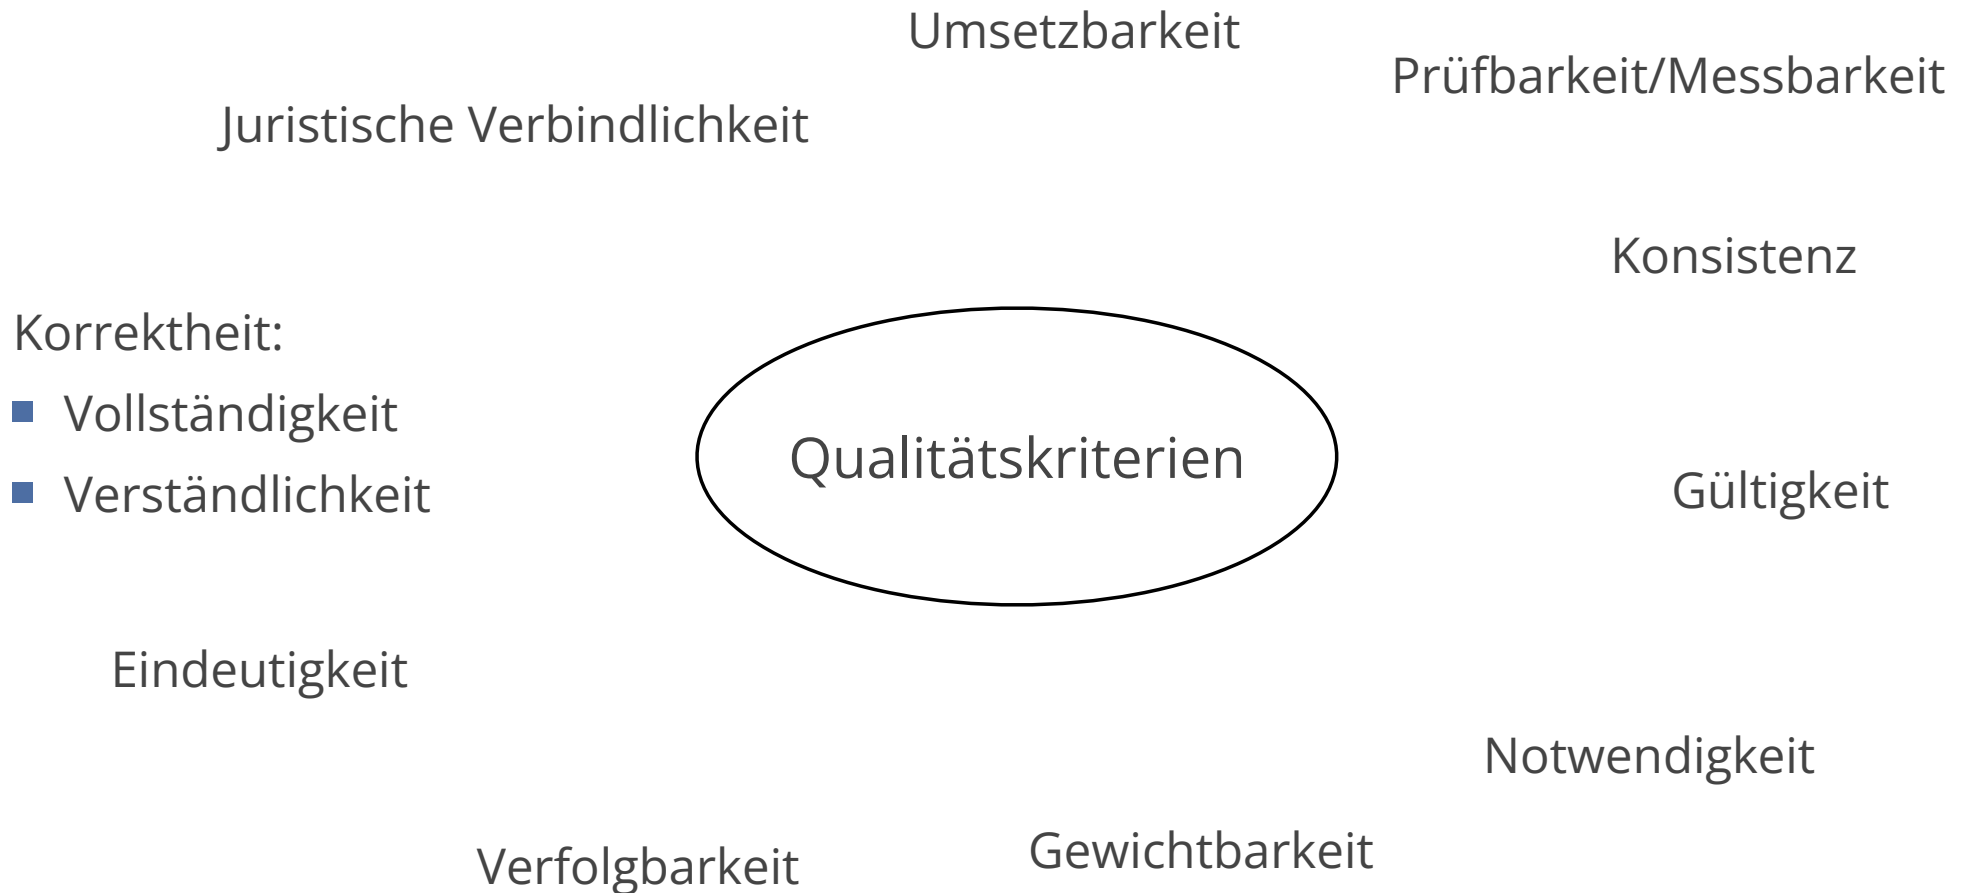 Umsetzbarkeit
Prüfbarkeit/Messbarkeit
Juristische Verbindlichkeit
Konsistenz
Korrektheit:
Vollständigkeit
Verständlichkeit
Qualitätskriterien
Gültigkeit
Eindeutigkeit
Notwendigkeit
Gewichtbarkeit
Verfolgbarkeit